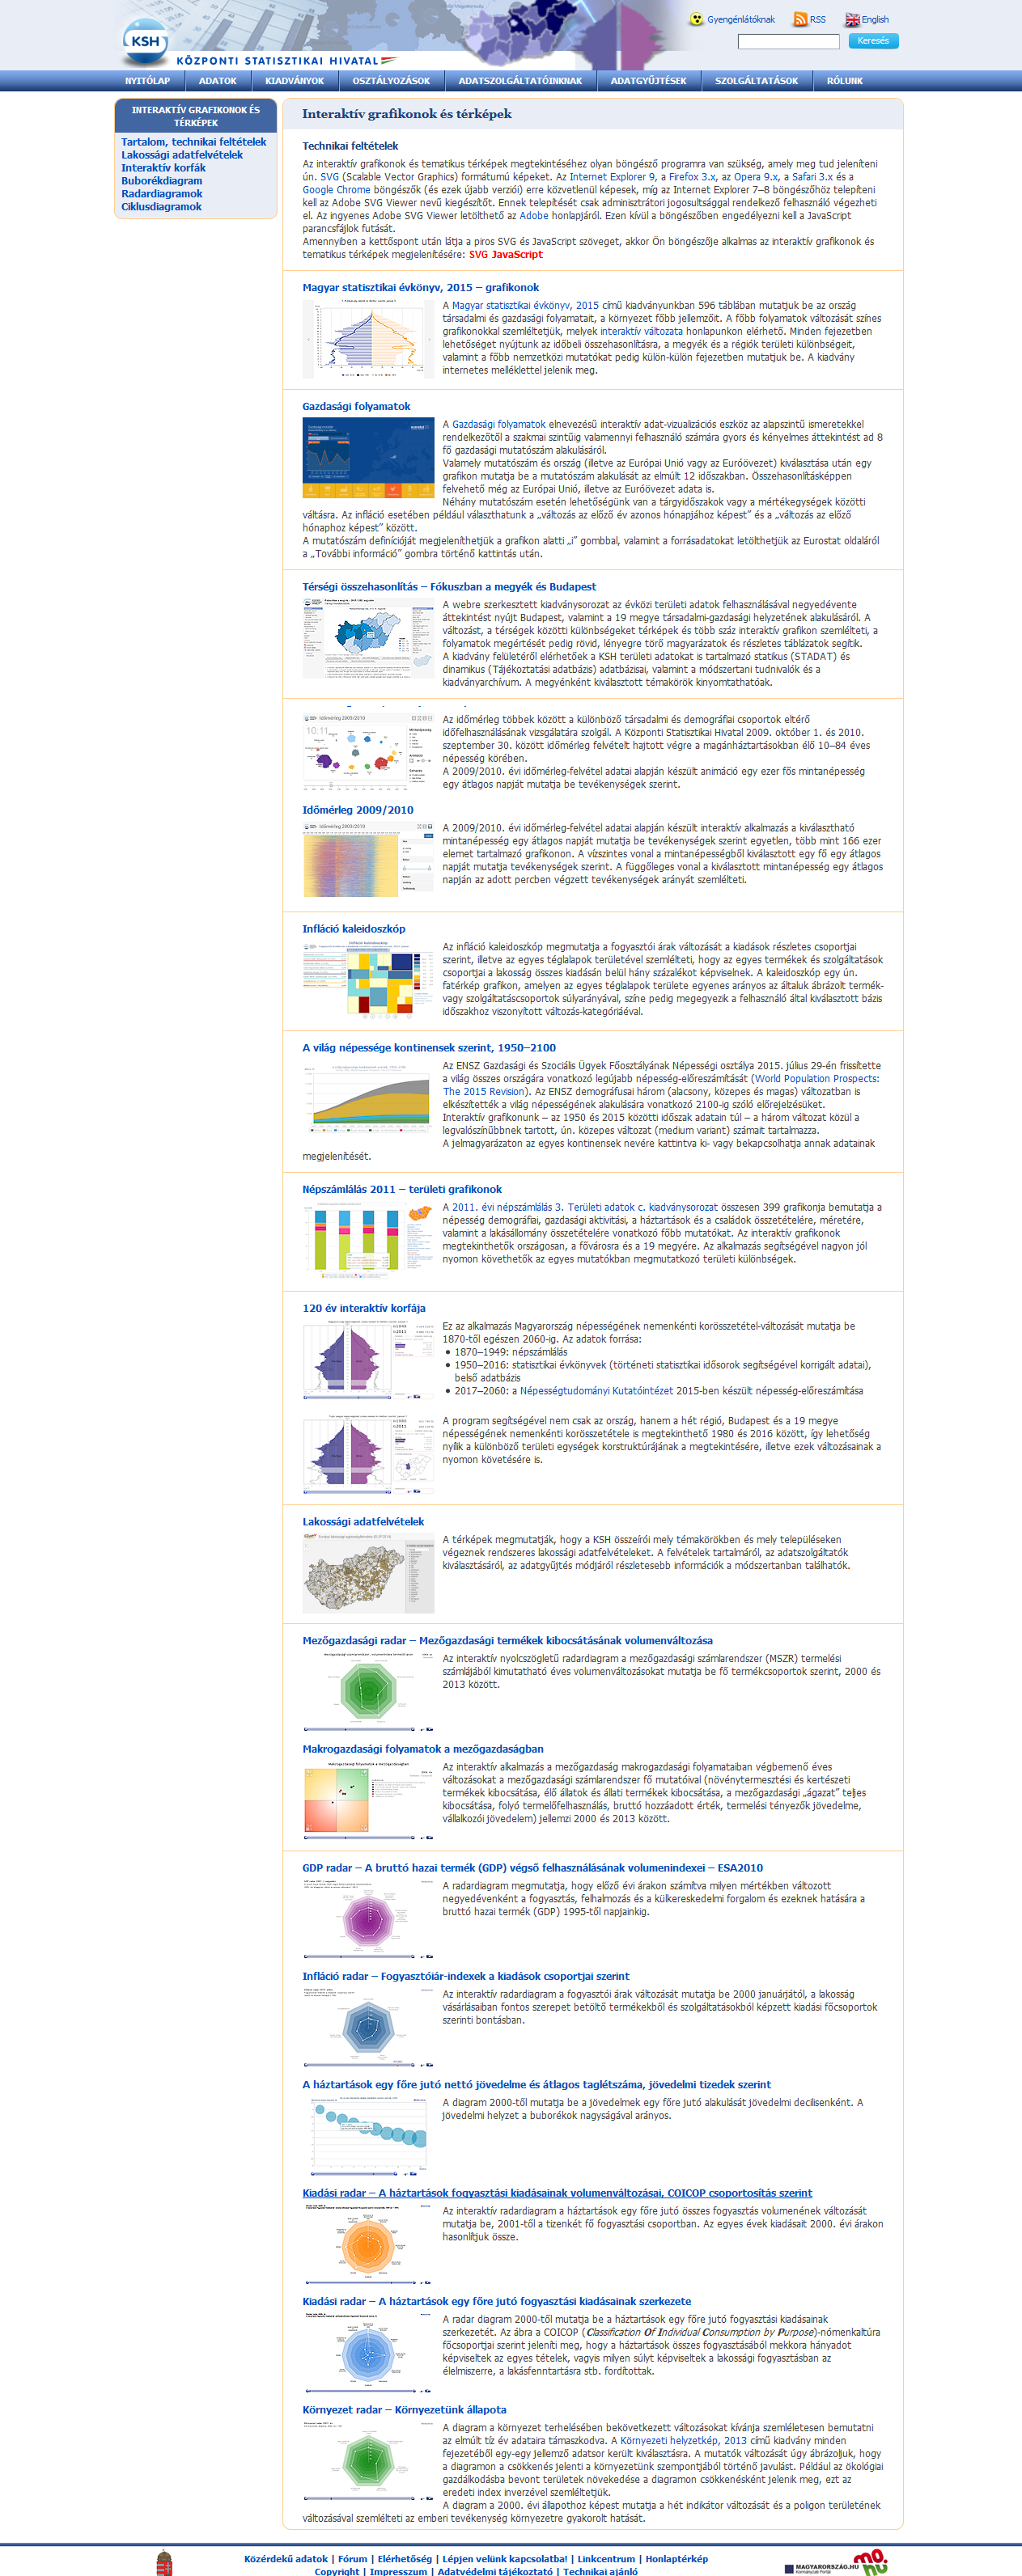 Gyengénlátóknak RSS English
KSH
KÖZPONTI STATISZTIKAI HIVATAL
Keresés
NYITÓLAP ADATOK KIADVÁNYOK OSZTÁLYOZÁSOK ADATSZOLGÁLTATÓINKNAK ADATGYŰJTÉSEK SZOLGÁLTATÁSOK RÓLUNK
INTERAKTÍV GRAFIKONOK ÉS
TÉRKÉPEK
Tartalom, technikai feltételek
Lakossági adatfelvételek
Interaktív korfák
Buborékdiagram
Radardiagramok
Ciklusdiagramok
Interaktív grafikonok és térképek
Technikai feltételek
Az interaktív grafikonok és tematikus térképek megtekintéséhez olyan böngésző programra van szükség, amely meg tud jeleníteni
ún. SVG (Scalable Vector Graphics) formátumú képeket. Az Internet Explorer 9, a Firefox 3.x, az Opera 9.x, a Safari 3.x és a
Google Chrome böngészők (és ezek újabb verziói) erre közvetlenül képesek, míg az Internet Explorer 7–8 böngészőhöz telepíteni
kell az Adobe SVG Viewer nevű kiegészítőt. Ennek telepítését csak adminisztrátori jogosultsággal rendelkező felhasználó végezheti
el. Az ingyenes Adobe SVG Viewer letölthető az Adobe honlapjáról. Ezen kívül a böngészőben engedélyezni kell a JavaScript
parancsfájlok futását.
Amennyiben a kettőspont után látja a piros SVG és JavaScript szöveget, akkor Ön böngészője alkalmas az interaktív grafikonok és
tematikus térképek megjelenítésére: SVG JavaScript
Magyar statisztikai évkönyv, 2015 – grafikonok
A Magyar statisztikai évkönyv, 2015 című kiadványunkban 596 táblában mutatjuk be az ország
társadalmi és gazdasági folyamatait, a környezet főbb jellemzőit. A főbb folyamatok változását színes
grafikonokkal szemléltetjük, melyek interaktív változata honlapunkon elérhető. Minden fejezetben
lehetőséget nyújtunk az időbeli összehasonlításra, a megyék és a régiók területi különbségeit,
valamint a főbb nemzetközi mutatókat pedig külön-külön fejezetben mutatjuk be. A kiadvány
internetes melléklettel jelenik meg.
Gazdasági folyamatok
A Gazdasági folyamatok elnevezésű interaktív adat-vizualizációs eszköz az alapszintű ismeretekkel
rendelkezőtől a szakmai szintűig valamennyi felhasználó számára gyors és kényelmes áttekintést ad 8
fő gazdasági mutatószám alakulásáról.
Valamely mutatószám és ország (illetve az Európai Unió vagy az Euróövezet) kiválasztása után egy
grafikon mutatja be a mutatószám alakulását az elmúlt 12 időszakban. Összehasonlításképpen
felvehető még az Európai Unió, illetve az Euróövezet adata is.
Néhány mutatószám esetén lehetőségünk van a tárgyidőszakok vagy a mértékegységek közötti
váltásra. Az infláció esetében például választhatunk a „változás az előző év azonos hónapjához képest” és a „változás az előző
hónaphoz képest” között.
A mutatószám definícióját megjeleníthetjük a grafikon alatti „i” gombbal, valamint a forrásadatokat letölthetjük az Eurostat oldaláról
a „További információ” gombra történő kattintás után.
Térségi összehasonlítás – Fókuszban a megyék és Budapest
A webre szerkesztett kiadványsorozat az évközi területi adatok felhasználásával negyedévente
áttekintést nyújt Budapest, valamint a 19 megye társadalmi-gazdasági helyzetének alakulásáról. A
változást, a térségek közötti különbségeket térképek és több száz interaktív grafikon szemlélteti, a
folyamatok megértését pedig rövid, lényegre törő magyarázatok és részletes táblázatok segítik.
A kiadvány felületéről elérhetőek a KSH területi adatokat is tartalmazó statikus (STADAT) és
dinamikus (Tájékoztatási adatbázis) adatbázisai, valamint a módszertani tudnivalók és a
kiadványarchívum. A megyénként kiválasztott témakörök kinyomtathatóak.
Időmérleg 2009/2010
10:11
Az időmérleg többek között a különböző társadalmi és demográfiai csoportok eltérő
időfelhasználásának vizsgálatára szolgál. A Központi Statisztikai Hivatal 2009. október 1. és 2010.
szeptember 30. között időmérleg felvételt hajtott végre a magánháztartásokban élő 10–84 éves
népesség körében.
A 2009/2010. évi időmérleg-felvétel adatai alapján készült animáció egy ezer fős mintanépesség
egy átlagos napját mutatja be tevékenységek szerint.
Időmérleg 2009/2010
Időmérleg 2009/2010
A 2009/2010. évi időmérleg-felvétel adatai alapján készült interaktív alkalmazás a kiválasztható
mintanépesség egy átlagos napját mutatja be tevékenységek szerint egyetlen, több mint 166 ezer
elemet tartalmazó grafikonon. A vízszintes vonal a mintanépességből kiválasztott egy fő egy átlagos
napját mutatja tevékenységek szerint. A függőleges vonal a kiválasztott mintanépesség egy átlagos
napján az adott percben végzett tevékenységek arányát szemlélteti.
Infláció kaleidoszkóp
Az infláció kaleidoszkóp megmutatja a fogyasztói árak változását a kiadások részletes csoportjai
szerint, illetve az egyes téglalapok területével szemlélteti, hogy az egyes termékek és szolgáltatások
csoportjai a lakosság összes kiadásán belül hány százalékot képviselnek. A kaleidoszkóp egy ún.
fatérkép grafikon, amelyen az egyes téglalapok területe egyenes arányos az általuk ábrázolt termék-
vagy szolgáltatáscsoportok súlyarányával, színe pedig megegyezik a felhasználó által kiválasztott bázis
időszakhoz viszonyított változás-kategóriáéval.
A világ népessége kontinensek szerint, 1950–2100
Az ENSZ Gazdasági és Szociális Ügyek Főosztályának Népességi osztálya 2015. július 29-én frissítette
a világ összes országára vonatkozó legújabb népesség-előreszámítását (World Population Prospects:
The 2015 Revision). Az ENSZ demográfusai három (alacsony, közepes és magas) változatban is
elkészítették a világ népességének alakulására vonatkozó 2100-ig szóló előrejelzésüket.
Interaktív grafikonunk – az 1950 és 2015 közötti időszak adatain túl – a három változat közül a
legvalószínűbbnek tartott, ún. közepes változat (medium variant) számait tartalmazza.
A jelmagyarázaton az egyes kontinensek nevére kattintva ki- vagy bekapcsolhatja annak adatainak
megjelenítését.
Népszámlálás 2011 – területi grafikonok
A 2011. évi népszámlálás 3. Területi adatok c. kiadványsorozat összesen 399 grafikonja bemutatja a
népesség demográfiai, gazdasági aktivitási, a háztartások és a családok összetételére, méretére,
valamint a lakásállomány összetételére vonatkozó főbb mutatókat. Az interaktív grafikonok
megtekinthetők országosan, a fővárosra és a 19 megyére. Az alkalmazás segítségével nagyon jól
nyomon követhetők az egyes mutatókban megmutatkozó területi különbségek.
120 év interaktív korfája
Ez az alkalmazás Magyarország népességének nemenkénti korösszetétel-változását mutatja be
1870-től egészen 2060-ig. Az adatok forrása:
• 1870–1949: népszámlálás
• 1950–2016: statisztikai évkönyvek (történeti statisztikai idősorok segítségével korrigált adatai),
belső adatbázis
• 2017–2060: a Népességtudományi Kutatóintézet 2015-ben készült népesség-előreszámítása
A program segítségével nem csak az ország, hanem a hét régió, Budapest és a 19 megye
népességének nemenkénti korösszetétele is megtekinthető 1980 és 2016 között, így lehetőség
nyílik a különböző területi egységek korstruktúrájának a megtekintésére, illetve ezek változásainak a
nyomon követésére is.
Lakossági adatfelvételek
A térképek megmutatják, hogy a KSH összeírói mely témakörökben és mely településeken
végeznek rendszeres lakossági adatfelvételeket. A felvételek tartalmáról, az adatszolgáltatók
kiválasztásáról, az adatgyűjtés módjáról részletesebb információk a módszertanban találhatók.
Mezőgazdasági radar – Mezőgazdasági termékek kibocsátásának volumenváltozása
Az interaktív nyolcszögletű radardiagram a mezőgazdasági számlarendszer (MSZR) termelési
számlájából kimutatható éves volumenváltozásokat mutatja be fő termékcsoportok szerint, 2000 és
2013 között.
Makrogazdasági folyamatok a mezőgazdaságban
Az interaktív alkalmazás a mezőgazdaság makrogazdasági folyamataiban végbemenő éves
változásokat a mezőgazdasági számlarendszer fő mutatóival (növénytermesztési és kertészeti
termékek kibocsátása, élő állatok és állati termékek kibocsátása, a mezőgazdasági „ágazat” teljes
kibocsátása, folyó termelőfelhasználás, bruttó hozzáadott érték, termelési tényezők jövedelme,
vállalkozói jövedelem) jellemzi 2000 és 2013 között.
GDP radar – A bruttó hazai termék (GDP) végső felhasználásának volumenindexei – ESA2010
A radardiagram megmutatja, hogy előző évi árakon számítva milyen mértékben változott
negyedévenként a fogyasztás, felhalmozás és a külkereskedelmi forgalom és ezeknek hatására a
bruttó hazai termék (GDP) 1995-től napjainkig.
Infláció radar – Fogyasztóiár-indexek a kiadások csoportjai szerint
Az interaktív radardiagram a fogyasztói árak változását mutatja be 2000 januárjától, a lakosság
vásárlásaiban fontos szerepet betöltő termékekből és szolgáltatásokból képzett kiadási főcsoportok
szerinti bontásban.
A háztartások egy főre jutó nettó jövedelme és átlagos taglétszáma, jövedelmi tizedek szerint
A diagram 2000-től mutatja be a jövedelmek egy főre jutó alakulását jövedelmi decilisenként. A
jövedelmi helyzet a buborékok nagyságával arányos.
Kiadási radar – A háztartások fogyasztási kiadásainak volumenváltozásai, COICOP csoportosítás szerint
Az interaktív radardiagram a háztartások egy főre jutó összes fogyasztás volumenének változását
mutatja be, 2001-től a tizenkét fő fogyasztási csoportban. Az egyes évek kiadásait 2000. évi árakon
hasonlítjuk össze.
Kiadási radar – A háztartások egy főre jutó fogyasztási kiadásainak szerkezete
A radar diagram 2000-től mutatja be a háztartások egy főre jutó fogyasztási kiadásainak
szerkezetét. Az ábra a COICOP (Classification Of Individual Consumption by Purpose)-nómenkaltúra
főcsoportjai szerint jeleníti meg, hogy a háztartások összes fogyasztásából mekkora hányadot
képviseltek az egyes tételek, vagyis milyen súlyt képviseltek a lakossági fogyasztásban az
élelmiszerre, a lakásfenntartásra stb. fordítottak.
Környezet radar – Környezetünk állapota
A diagram a környezet terhelésében bekövetkezett változásokat kívánja szemléletesen bemutatni
az elmúlt tíz év adataira támaszkodva. A Környezeti helyzetkép, 2013 című kiadvány minden
fejezetéből egy-egy jellemző adatsor került kiválasztásra. A mutatók változását úgy ábrázoljuk, hogy
a diagramon a csökkenés jelenti a környezetünk szempontjából történő javulást. Például az ökológiai
gazdálkodásba bevont területek növekedése a diagramon csökkenésként jelenik meg, ezt az
eredeti index inverzével szemléltetjük.
A diagram a 2000. évi állapothoz képest mutatja a hét indikátor változását és a poligon területének
változásával szemlélteti az emberi tevékenység környezetre gyakorolt hatását.
Közérdekű adatok | Fórum | Elérhetőség | Lépjen velünk kapcsolatba! | Linkcentrum | Honlaptérkép
Copyright | Impresszum | Adatvédelmi tájékoztató | Technikai ajánló
MAGYARORSZÁG.HU